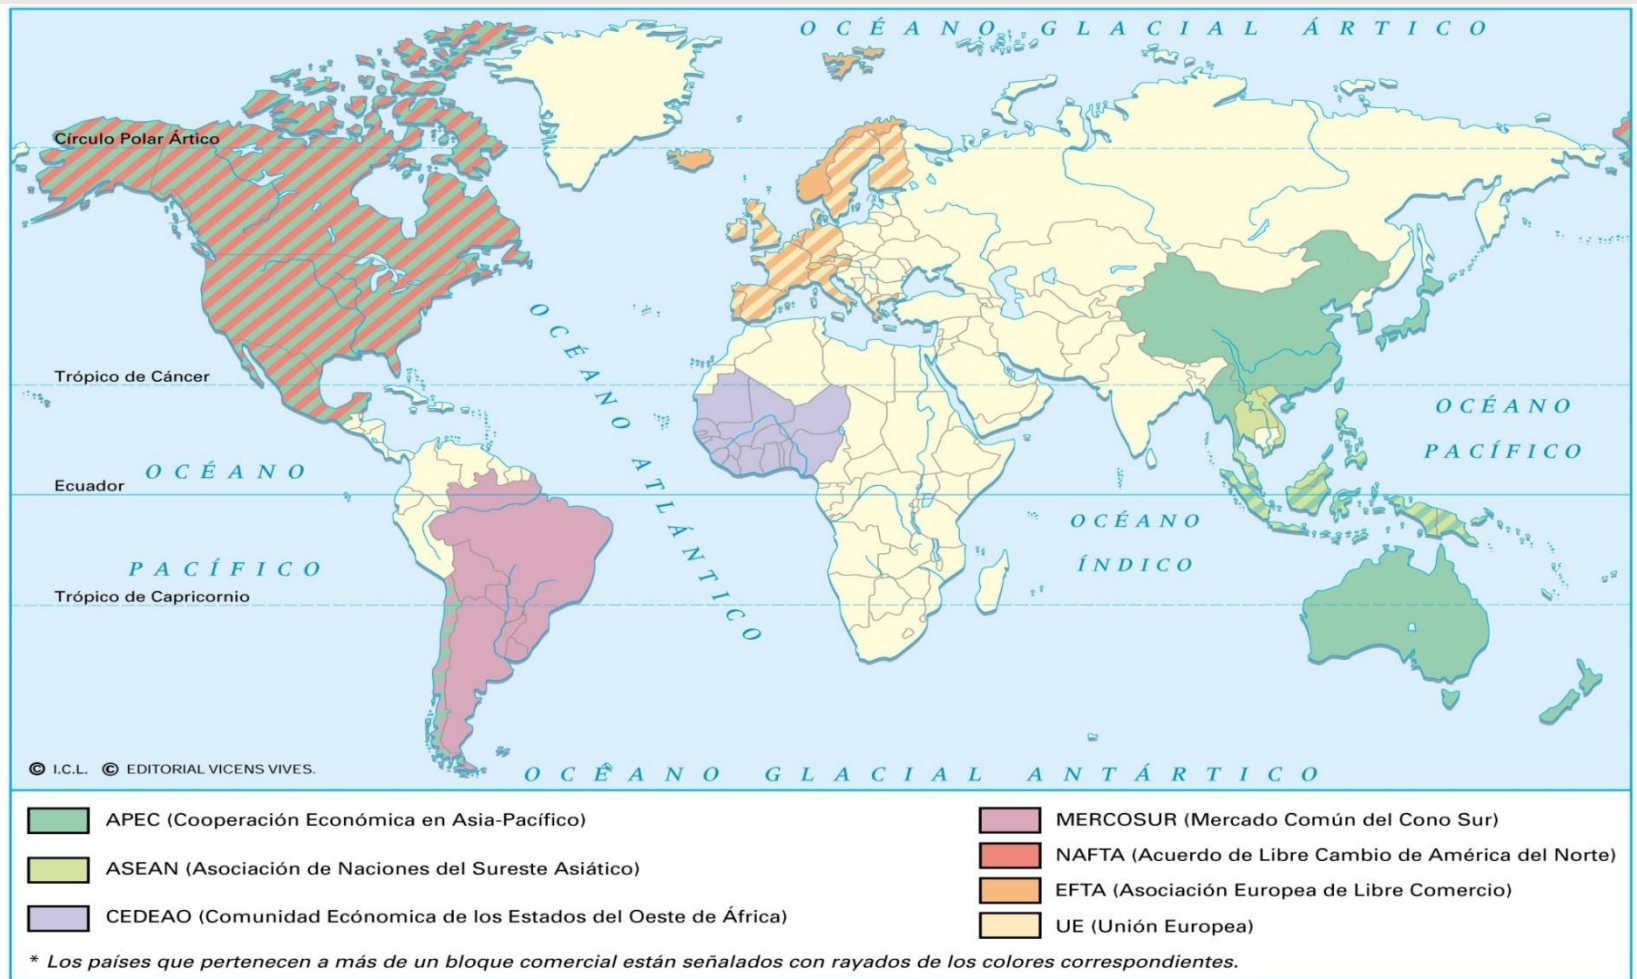 OCÉANO GLACIAL ÁRTICO
Círculo Polar Ártico
OCÉANO ATLÁNTICO
Trópico de Cáncer
OCÉANO
PACÍFICO
OCÉANO
Ecuador
OCÉANO
ÍNDICO
PACÍFICO
Trópico de Capricornio
© I.C.L. © EDITORIAL VICENS VIVES.
OCÉANO GLACIAL ANTÁRTICO
APEC (Cooperación Económica en Asia-Pacífico)
ASEAN (Asociación de Naciones del Sureste Asiático)
CEDEAO (Comunidad Ecónomica de los Estados del Oeste de África)
MERCOSUR (Mercado Común del Cono Sur)
NAFTA (Acuerdo de Libre Cambio de América del Norte)
EFTA (Asociación Europea de Libre Comercio)
UE (Unión Europea)
* Los países que pertenecen a más de un bloque comercial están señalados con rayados de los colores correspondientes.